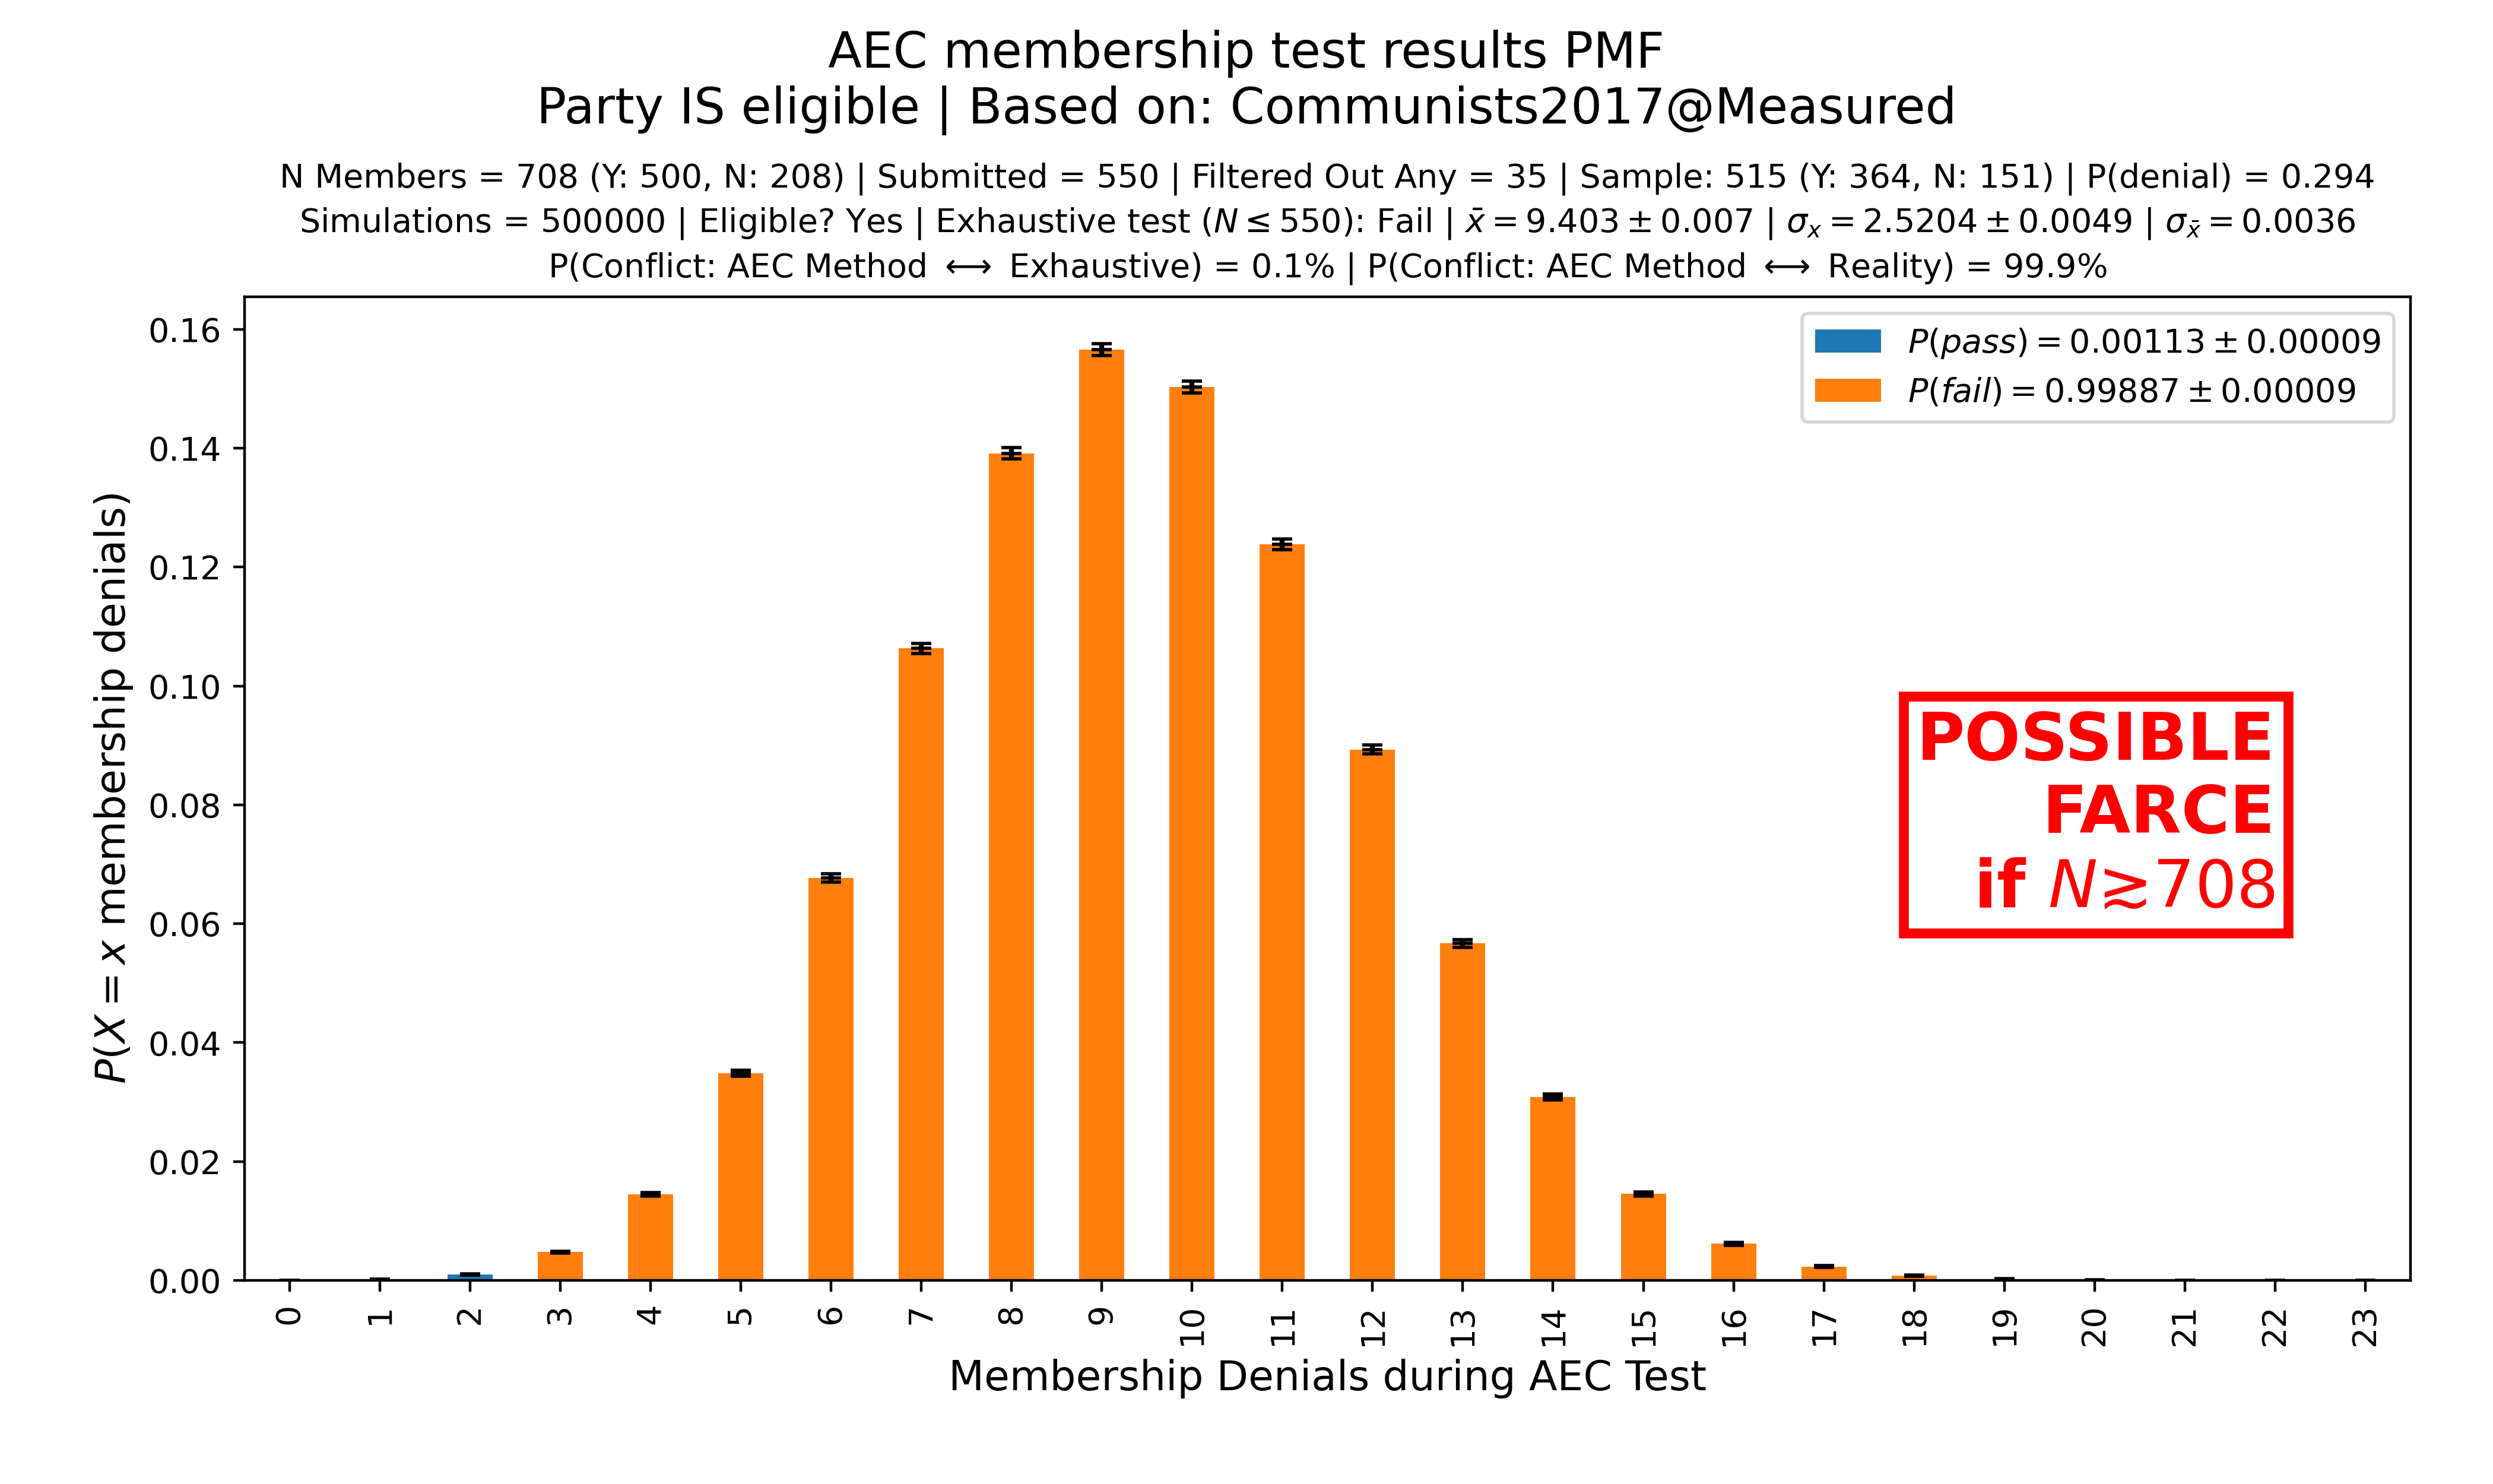 AEC membership test results PMF
Party IS eligible | Based on: Communists2017@Measured
N Members = 708 (Y: 500, N: 208) | Submitted = 550 | Filtered Out Any = 35 | Sample: 515 (Y: 364, N: 151) | P(denial) = 0.294
Simulations = 500000 | Eligible? Yes | Exhaustive test (N ≤ 550): Fail | x̄ = 9.403 ± 0.007 | σₓ = 2.5204 ± 0.0049 | σ_x̄ = 0.0036
P(Conflict: AEC Method ⟷ Exhaustive) = 0.1% | P(Conflict: AEC Method ⟷ Reality) = 99.9%
P(pass) = 0.00113 ± 0.00009
P(fail) = 0.99887 ± 0.00009
POSSIBLE
FARCE
if N⪆708
P(X = x membership denials)
0.16
0.14
0.12
0.10
0.08
0.06
0.04
0.02
0.00
0 1 2 3 4 5 6 7 8 9 10 11 12 13 14 15 16 17 18 19 20 21 22 23
Membership Denials during AEC Test